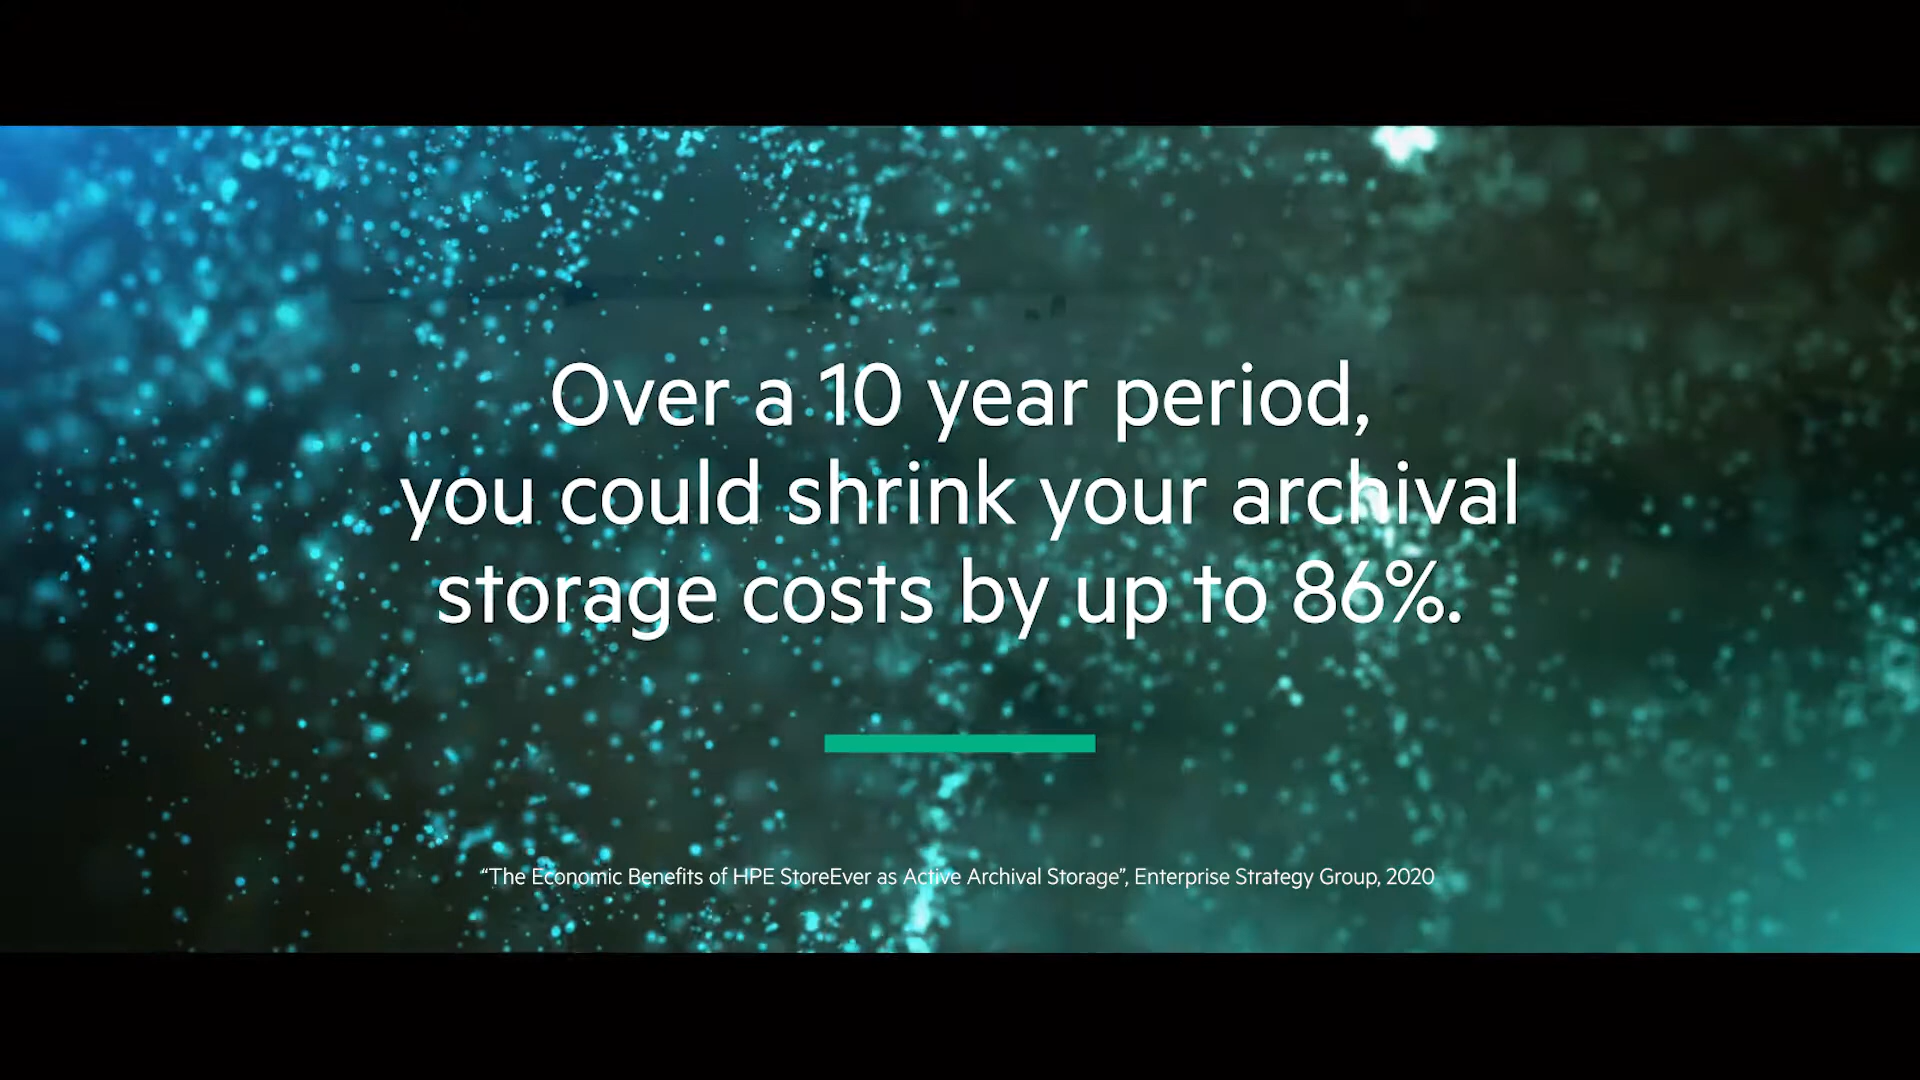 Over a 10 year period,
you could shrink your archival
storage costs by up to 86%.
“The Economic Benefits of HPE StoreEver as Active Archival Storage”, Enterprise Strategy Group, 2020